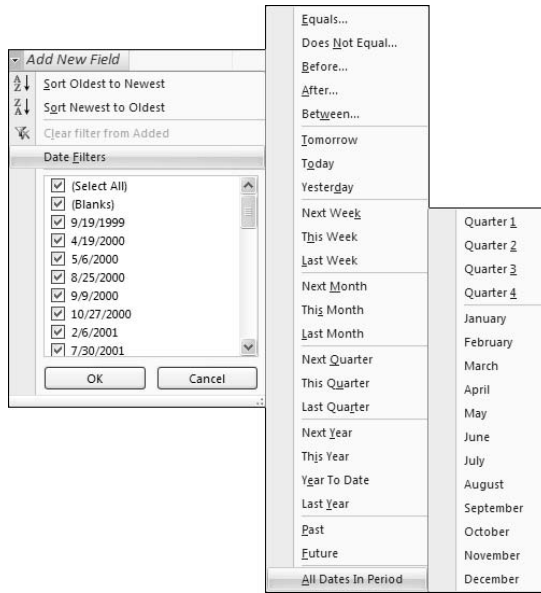 Add New Field
Sort Oldest to Newest
Sort Newest to Oldest
Clear filter from Added
Date Filters
(Select All)
(Blanks)
9/19/1999
4/19/2000
5/6/2000
8/25/2000
9/9/2000
10/27/2000
2/6/2001
7/30/2001
OK
Cancel
Equals...
Does Not Equal...
Before...
After...
Between...
Tomorrow
Today
Yesterday
Next Week
This Week
Last Week
Next Month
This Month
Last Month
Next Quarter
This Quarter
Last Quarter
Next Year
This Year
Year To Date
Last Year
Past
Future
All Dates In Period
Quarter 1
Quarter 2
Quarter 3
Quarter 4
January
February
March
April
May
June
July
August
September
October
November
December